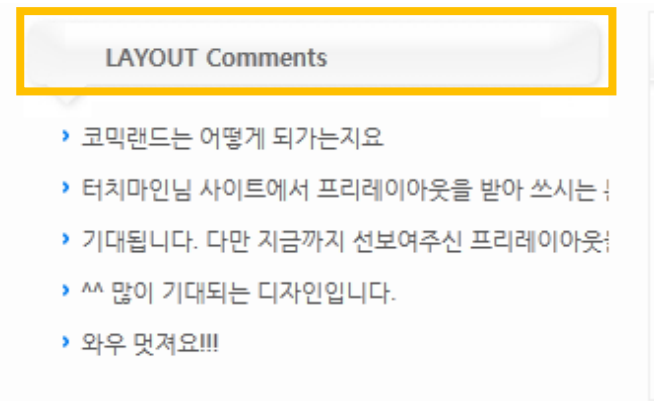 LAYOUT Comments
코믹랜드는 어떻게 되가는지요
터치마인님 사이트에서 프리레이아웃을 받아 쓰시는
기대됩니다. 다만 지금까지 선보여주신 프리레이아웃
^^ 많이 기대되는 디자인입니다.
와우 멋져요!!!